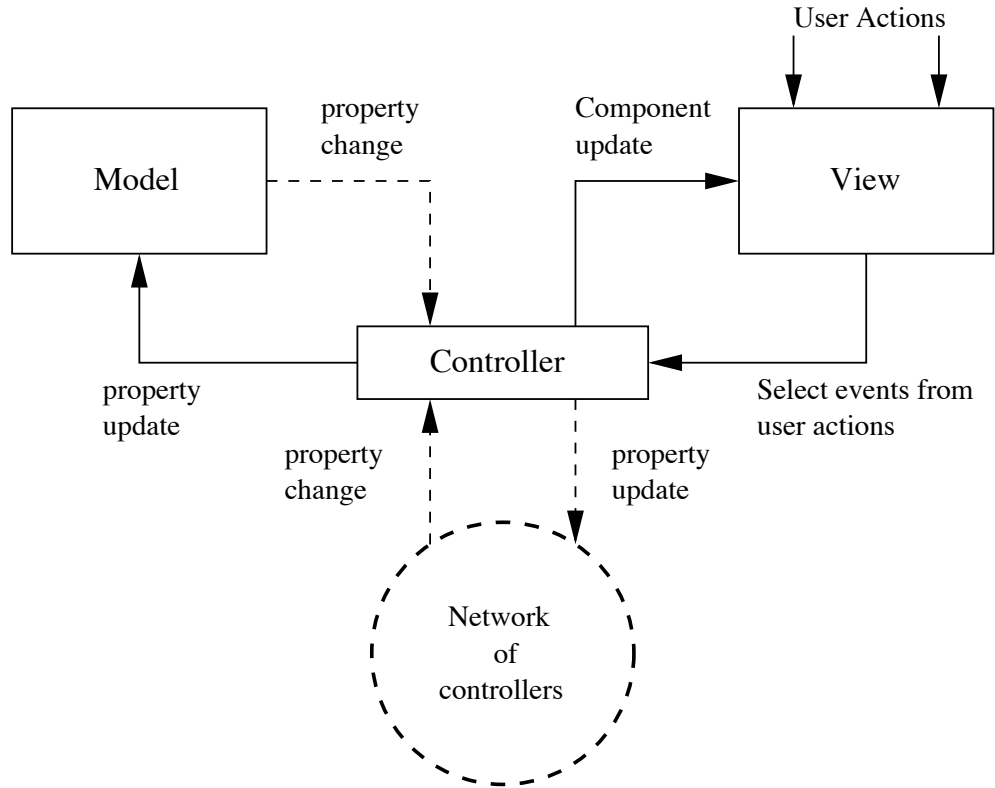 User Actions
property
change
Component
update
Model
View
Controller
property
update
Select events from
user actions
property
change
property
update
Network
of
controllers